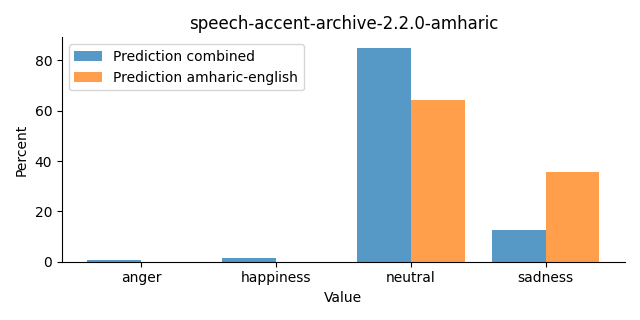 speech-accent-archive-2.2.0-amharic
Prediction combined
Prediction amharic-english
Percent
80
60
40
20
0
anger happiness neutral sadness
Value